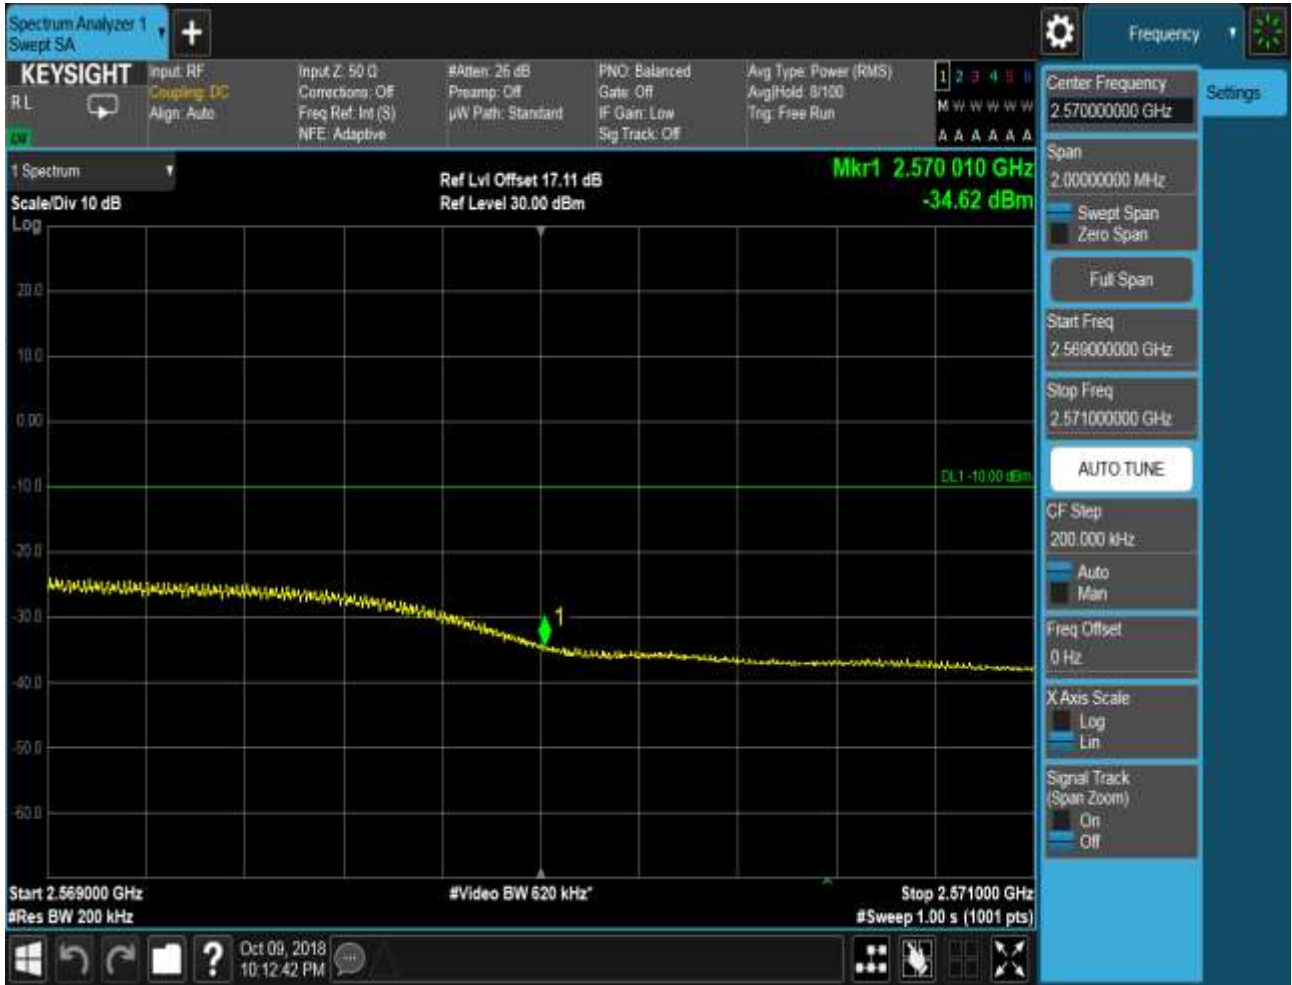 Spectrum Analyzer 1
Swept SA
Frequency
KEYSIGHT
R L
Input: RF
Coupling: DC
Align: Auto
Input Z: 50 Ω
Corrections: Off
Freq Ref: Int (S)
NFE: Adaptive
#Atten: 26 dB
Preamp: Off
µW Path: Standard
PNO: Balanced
Gate: Off
IF Gain: Low
Sig Track: Off
Avg Type: Power (RMS)
Avg|Hold: 8/100
Trig: Free Run
1 2 3 4 5 6
M W W W W W
A A A A A A
Center Frequency
2.570000000 GHz
Settings
1 Spectrum
Scale/Div 10 dB
Log
Ref Lvl Offset 17.11 dB
Ref Level 30.00 dBm
Mkr1 2.570 010 GHz
-34.62 dBm
Span
2.00000000 MHz
Swept Span
Zero Span
Full Span
Start Freq
2.569000000 GHz
Stop Freq
2.571000000 GHz
AUTO TUNE
CF Step
200.000 kHz
Auto
Man
Freq Offset
0 Hz
X Axis Scale
Log
Lin
Signal Track
(Span Zoom)
On
Off
20.0
10.0
0.00
-10.0
-20.0
-30.0
-40.0
-50.0
-60.0
DL1 -10.00 dBm
1
Start 2.569000 GHz
#Res BW 200 kHz
#Video BW 620 kHz*
Stop 2.571000 GHz
#Sweep 1.00 s (1001 pts)
?
Oct 09, 2018
10:12:42 PM